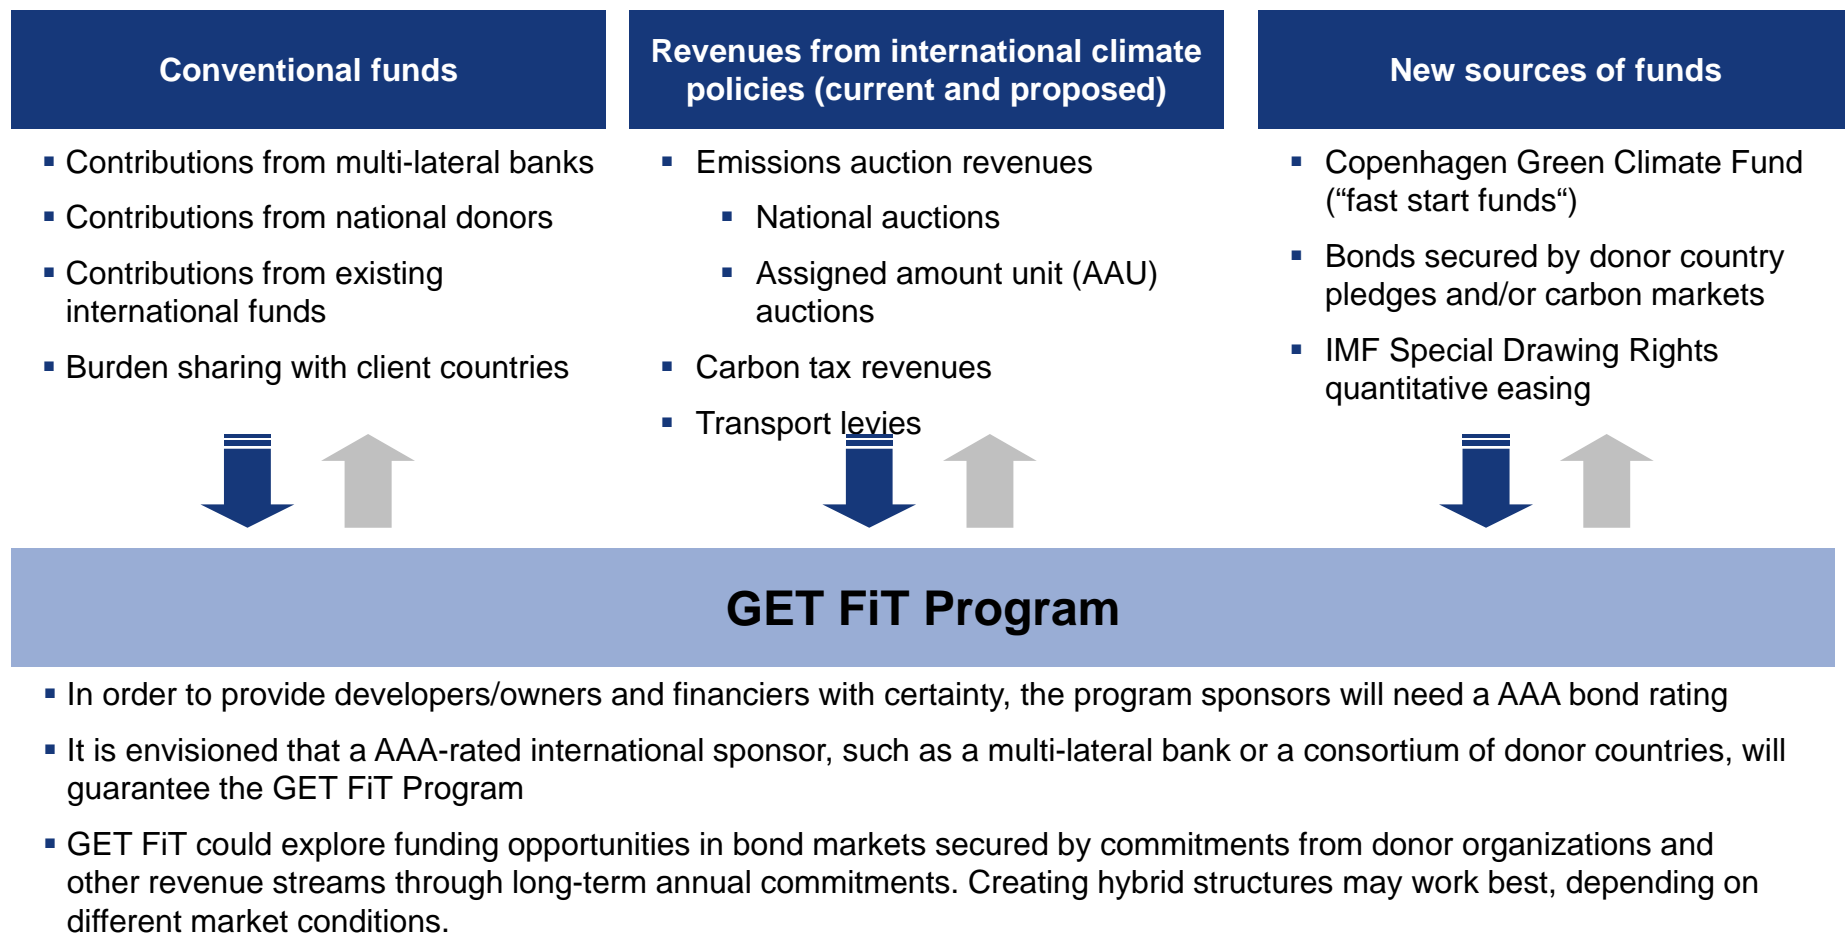 Conventional funds
▪ Contributions from multi-lateral banks
▪ Contributions from national donors
▪ Contributions from existing
international funds
▪ Burden sharing with client countries
Revenues from international climate
policies (current and proposed)
▪ Emissions auction revenues
▪ National auctions
▪ Assigned amount unit (AAU)
auctions
▪ Carbon tax revenues
▪ Transport levies
New sources of funds
▪ Copenhagen Green Climate Fund
(“fast start funds“)
▪ Bonds secured by donor country
pledges and/or carbon markets
▪ IMF Special Drawing Rights
quantitative easing
GET FiT Program
▪ In order to provide developers/owners and financiers with certainty, the program sponsors will need a AAA bond rating
▪ It is envisioned that a AAA-rated international sponsor, such as a multi-lateral bank or a consortium of donor countries, will
guarantee the GET FiT Program
▪ GET FiT could explore funding opportunities in bond markets secured by commitments from donor organizations and
other revenue streams through long-term annual commitments. Creating hybrid structures may work best, depending on
different market conditions.